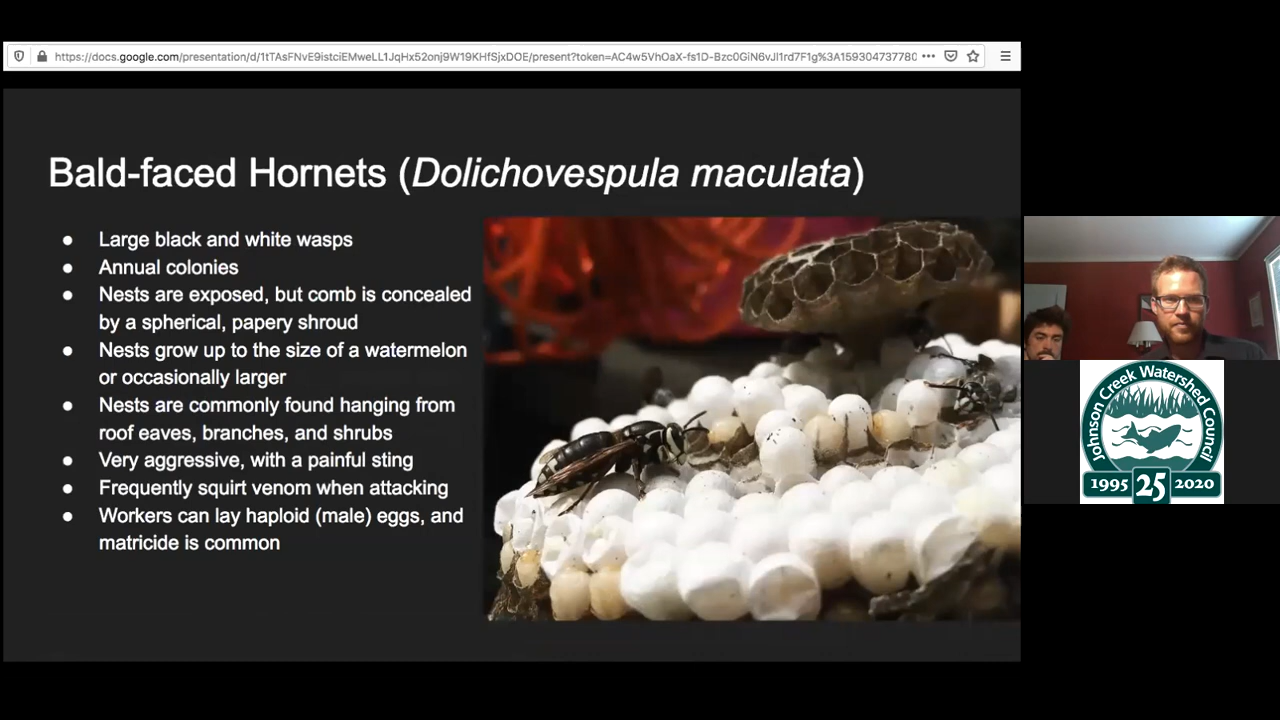 https://docs.google.com/presentation/d/1tTAsFNvE9istciEMweLL1JqHx52onj9W19KHfSjxDOE/present?token=AC4w5VhOaX-fs1D-Bzc0GiN6vJI1rd7F1g%3A159304737780
Bald-faced Hornets (Dolichovespula maculata)
● Large black and white wasps
● Annual colonies
● Nests are exposed, but comb is concealed
by a spherical, papery shroud
● Nests grow up to the size of a watermelon
or occasionally larger
● Nests are commonly found hanging from
roof eaves, branches, and shrubs
● Very aggressive, with a painful sting
● Frequently squirt venom when attacking
● Workers can lay haploid (male) eggs, and
matricide is common
Johnson Creek Watershed Council
1995 25 2020